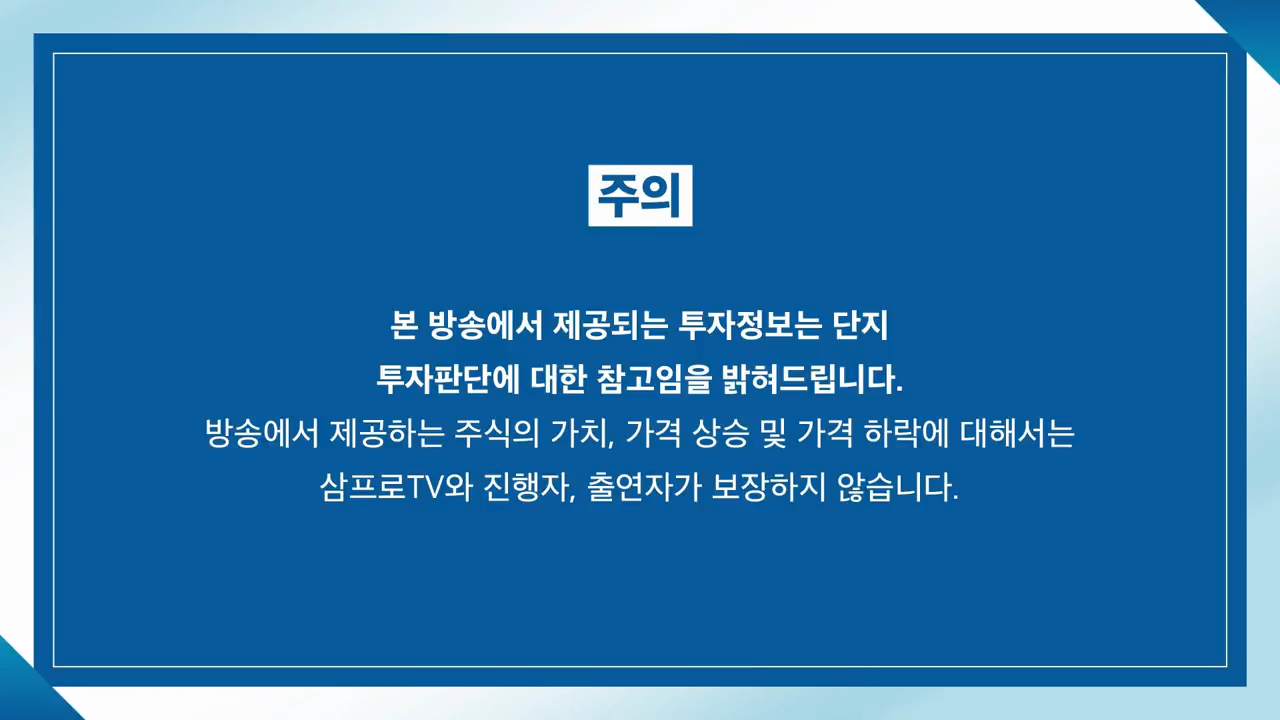 주의
본 방송에서 제공되는 투자정보는 단지
투자판단에 대한 참고임을 밝혀드립니다.
방송에서 제공하는 주식의 가치, 가격 상승 및 가격 하락에 대해서는
삼프로TV와 진행자, 출연자가 보장하지 않습니다.